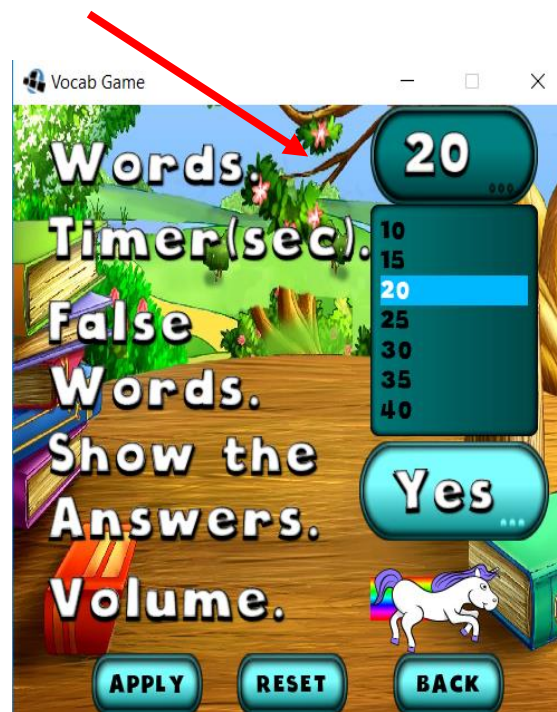 Vocab Game
Words. 20
Timer(sec). 10
15
20
False 25
30
Words. 35
40
Show the
Answers. Yes
Volume.
APPLY RESET BACK